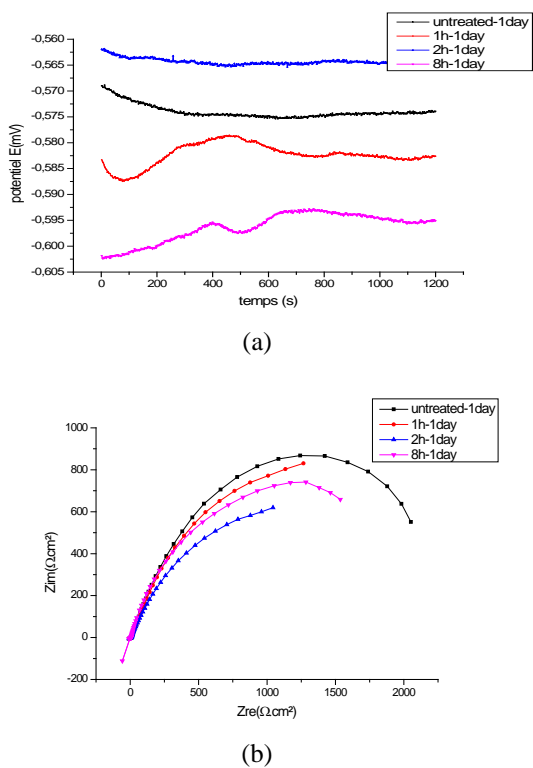 untreated-1day
1h-1day
2h-1day
8h-1day
-0,560
-0,565
-0,570
-0,575
-0,580
-0,585
-0,590
-0,595
-0,600
-0,605
potentiel E(mV)
0 200 400 600 800 1000 1200
temps (s)
(a)
untreated-1day
1h-1day
2h-1day
8h-1day
1000
800
600
400
200
0
-200
Zim(Ω.cm²)
0 500 1000 1500 2000
Zre(Ω.cm²)
(b)